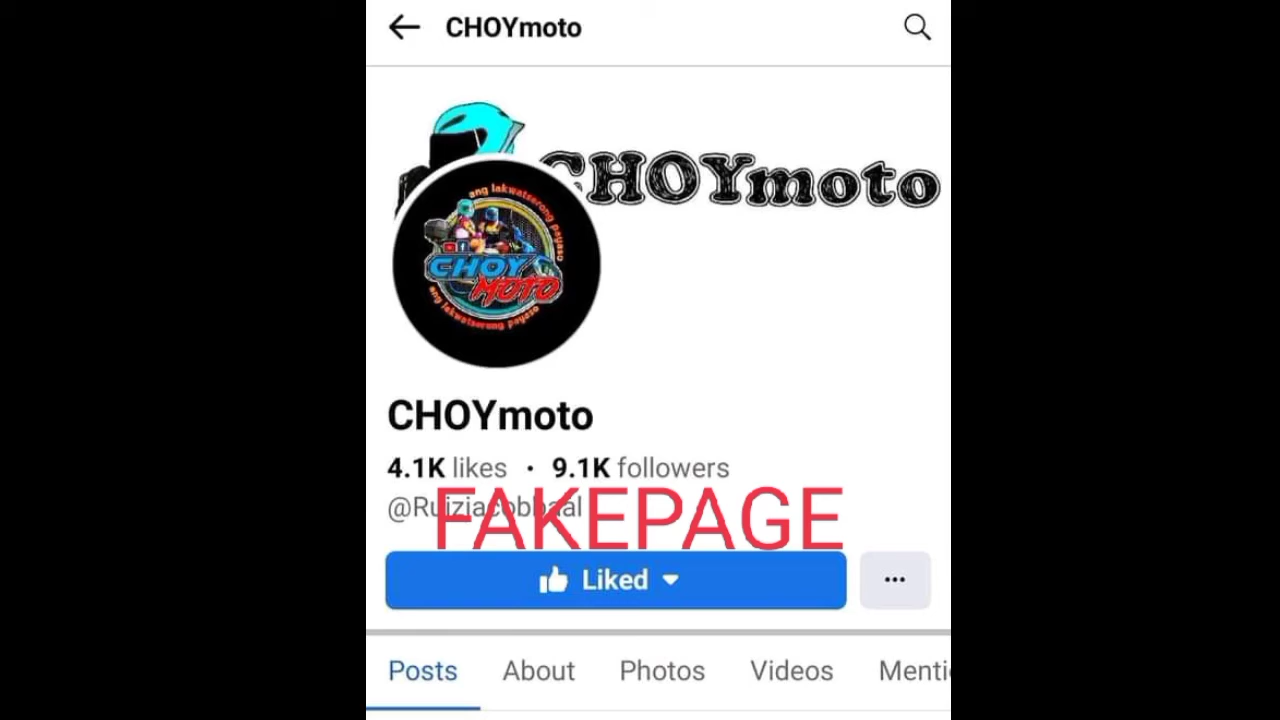 CHOYmoto
CHOYmoto
ang lakwatserong payaso
CHOY
MOTO
ang lakwatserong payaso
CHOYmoto
4.1K likes • 9.1K followers
FAKEPAGE
Liked
Posts About Photos Videos Menti